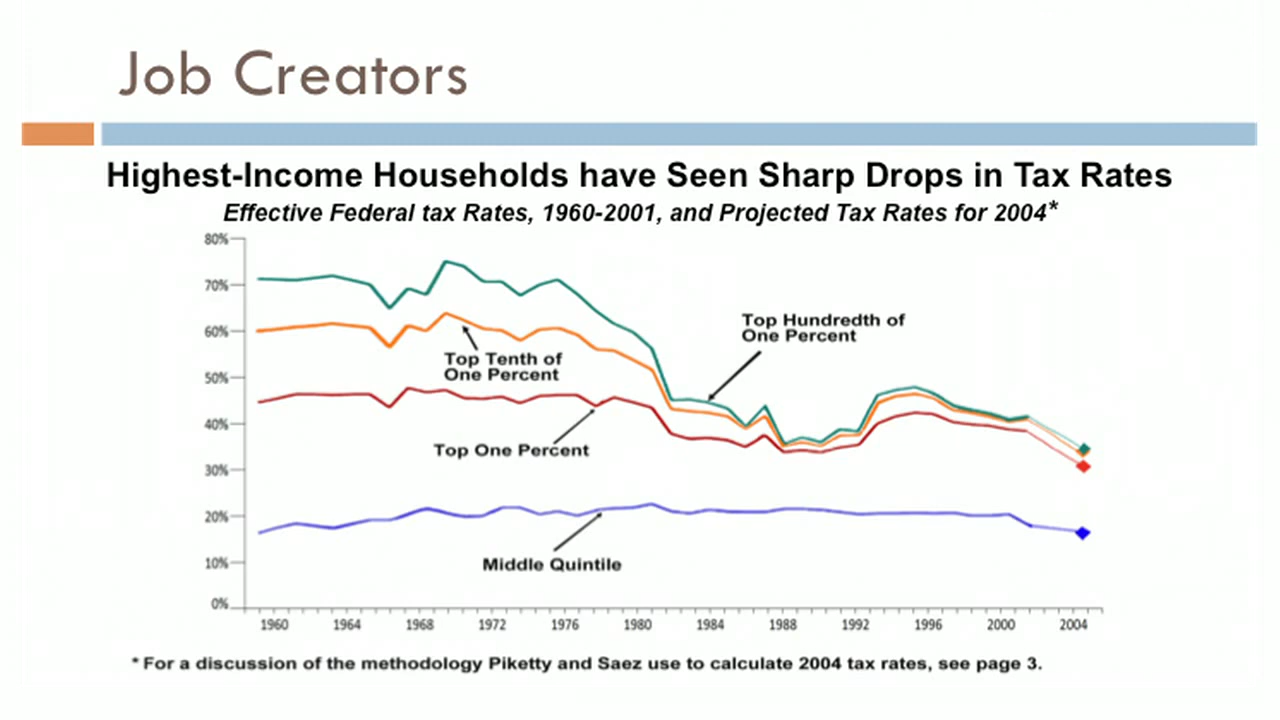 Job Creators
Highest-Income Households have Seen Sharp Drops in Tax Rates
Effective Federal tax Rates, 1960-2001, and Projected Tax Rates for 2004*
80%
70%
60%
50%
40%
30%
20%
10%
0%
Top Hundredth of
One Percent
Top Tenth of
One Percent
Top One Percent
Middle Quintile
1960 1964 1968 1972 1976 1980 1984 1988 1992 1996 2000 2004
* For a discussion of the methodology Piketty and Saez use to calculate 2004 tax rates, see page 3.